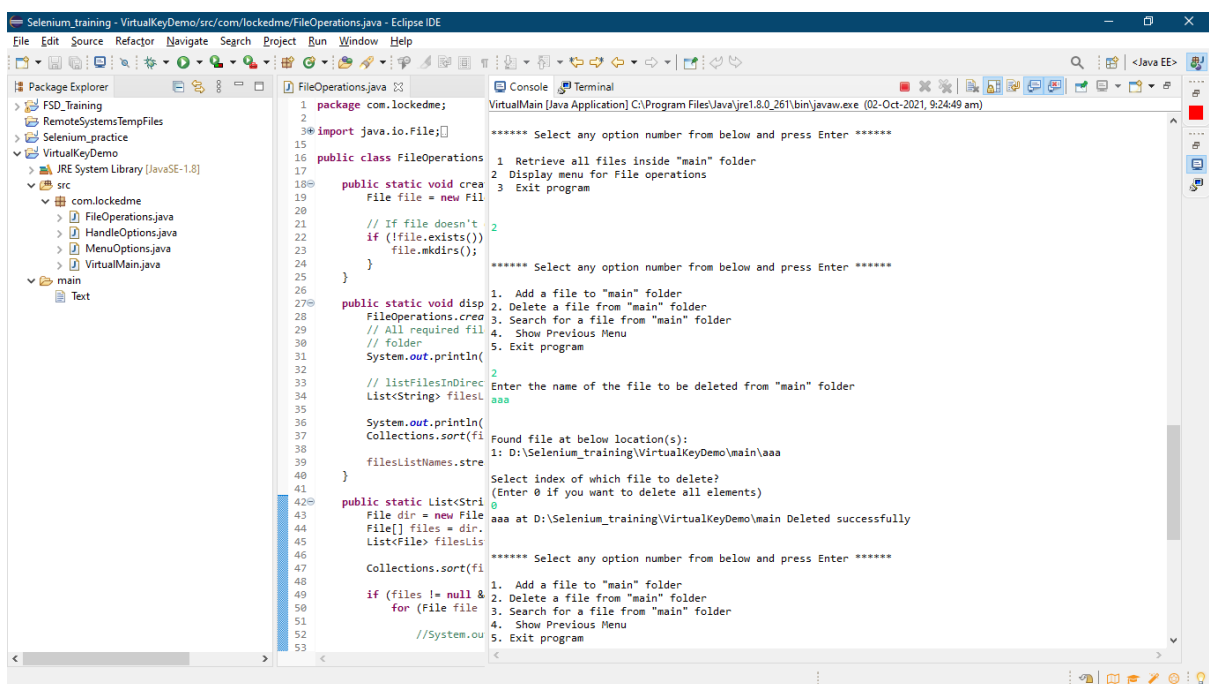 Selenium_training - VirtualKeyDemo/src/com/lockedme/FileOperations.java - Eclipse IDE
File Edit Source Refactor Navigate Search Project Run Window Help
<Java EE>
Package Explorer
FSD_Training
RemoteSystemsTempFiles
Selenium_practice
VirtualKeyDemo
JRE System Library [JavaSE-1.8]
src
com.lockedme
FileOperations.java
HandleOptions.java
MenuOptions.java
VirtualMain.java
main
Text
FileOperations.java
1 package com.lockedme;
2
3 import java.io.File;
15
16 public class FileOperations
17
18 public static void crea
19 File file = new Fil
20
21 // If file doesn't
22 if (!file.exists())
23 file.mkdirs();
24 }
25 }
26
27 public static void disp
28 FileOperations.crea
29 // All required fil
30 // folder
31 System.out.println(
32
33 // listFilesInDirec
34 List<String> filesL
35
36 System.out.println(
37 Collections.sort(fi
38
39 filesListNames.stre
40 }
41
42 public static List<Stri
43 File dir = new File
44 File[] files = dir.
45 List<File> filesLis
46
47 Collections.sort(fi
48
49 if (files != null &
50 for (File file
51
52 //System.ou
53
Console Terminal
VirtualMain [Java Application] C:\Program Files\Java\jre1.8.0_261\bin\javaw.exe (02-Oct-2021, 9:24:49 am)
****** Select any option number from below and press Enter ******
1 Retrieve all files inside "main" folder
2 Display menu for File operations
3 Exit program
2
****** Select any option number from below and press Enter ******
1. Add a file to "main" folder
2. Delete a file from "main" folder
3. Search for a file from "main" folder
4. Show Previous Menu
5. Exit program
2
Enter the name of the file to be deleted from "main" folder
aaa
Found file at below location(s):
1: D:\Selenium_training\VirtualKeyDemo\main\aaa
Select index of which file to delete?
(Enter 0 if you want to delete all elements)
0
aaa at D:\Selenium_training\VirtualKeyDemo\main Deleted successfully
****** Select any option number from below and press Enter ******
1. Add a file to "main" folder
2. Delete a file from "main" folder
3. Search for a file from "main" folder
4. Show Previous Menu
5. Exit program